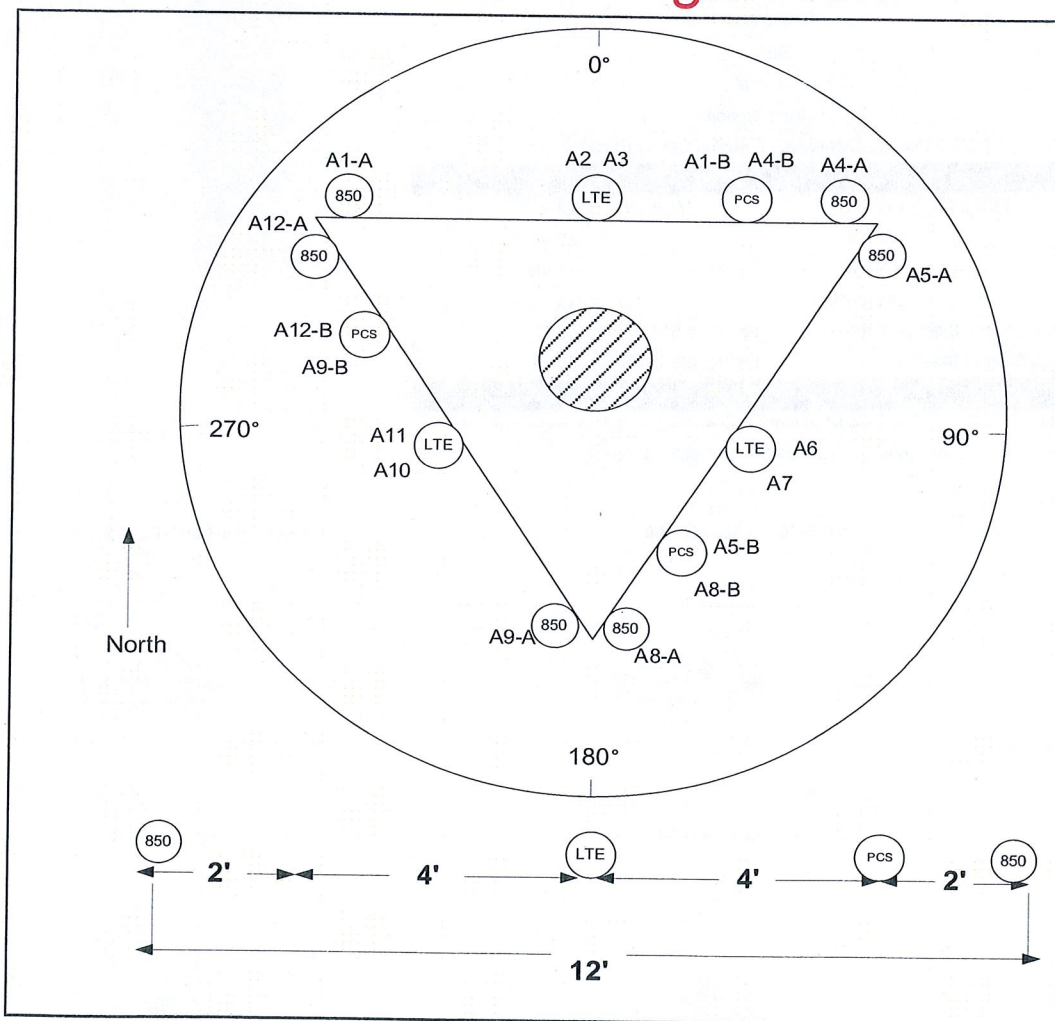 g
0°
A1-A
A2 A3
A1-B A4-B
A4-A
850
LTE
PCS
850
A12-A
850
850
A5-A
A12-B
PCS
A9-B
270°
90°
A11
LTE
A10
LTE
A6
A7
PCS
A5-B
A8-B
North
A9-A
850
850
A8-A
180°
850
LTE
PCS
850
2'
4'
4'
2'
12'